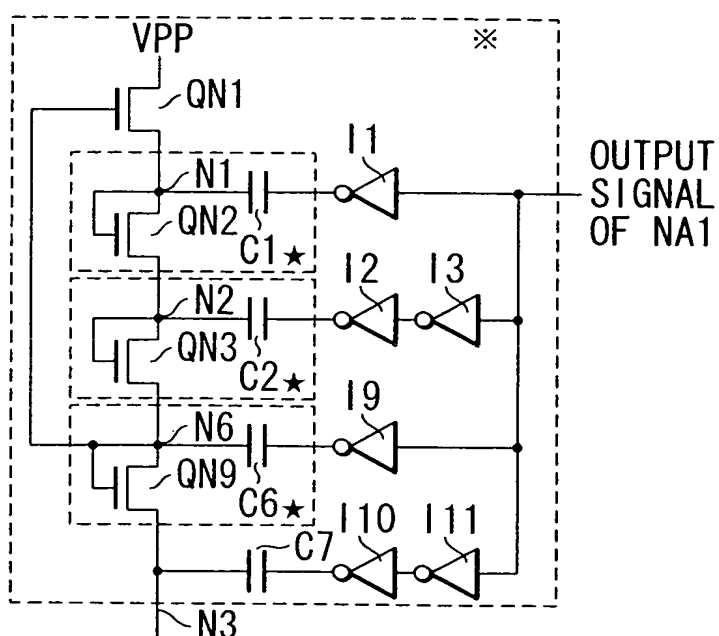 VPP
※
QN1
N1
I1
OUTPUT
SIGNAL
OF NA1
QN2
C1★
N2
I2
I3
QN3
C2★
N6
I9
QN9
C6★
C7
I10
I11
N3